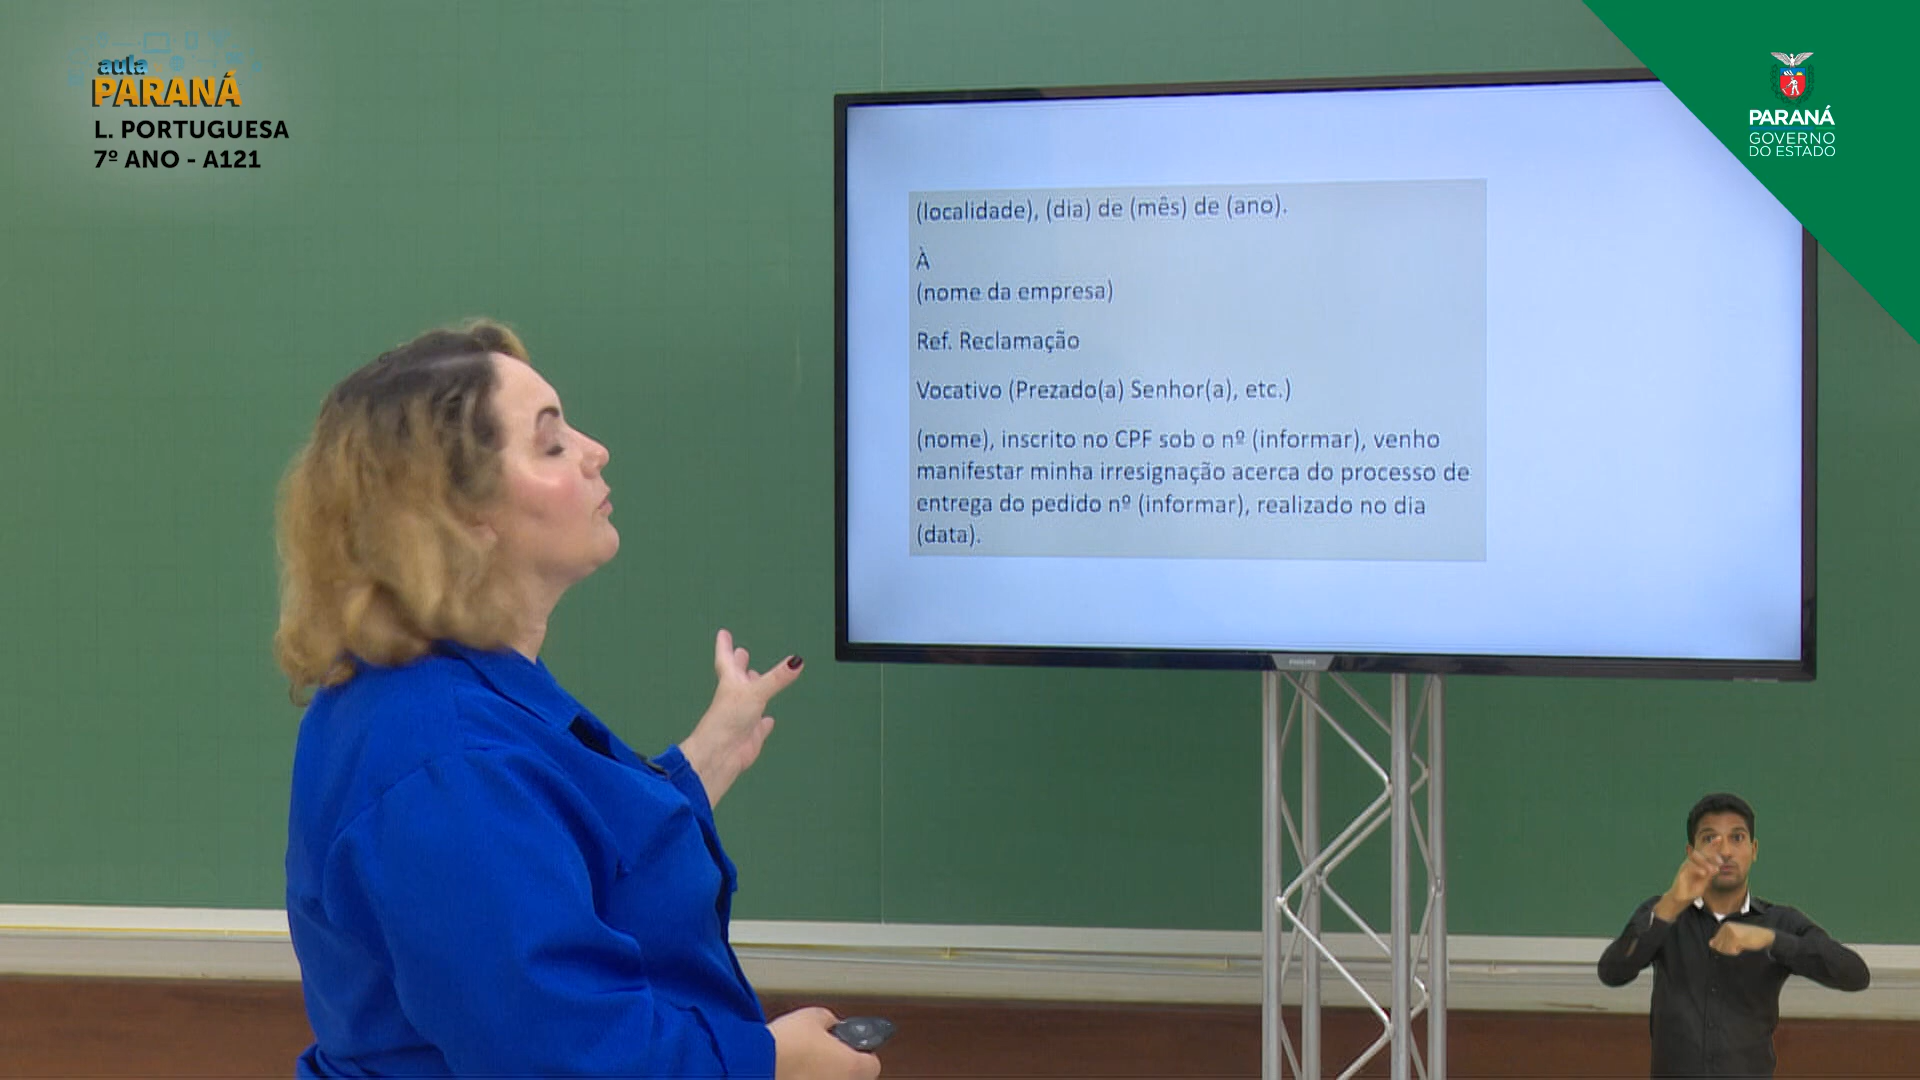 aula
PARANÁ
L. PORTUGUESA
7º ANO - A121
PARANÁ
GOVERNO
DO ESTADO
(localidade), (dia) de (mês) de (ano).
À
(nome da empresa)
Ref. Reclamação
Vocativo (Prezado(a) Senhor(a), etc.)
(nome), inscrito no CPF sob o nº (informar), venho
manifestar minha irresignação acerca do processo de
entrega do pedido nº (informar), realizado no dia
(data).
PHILIPS